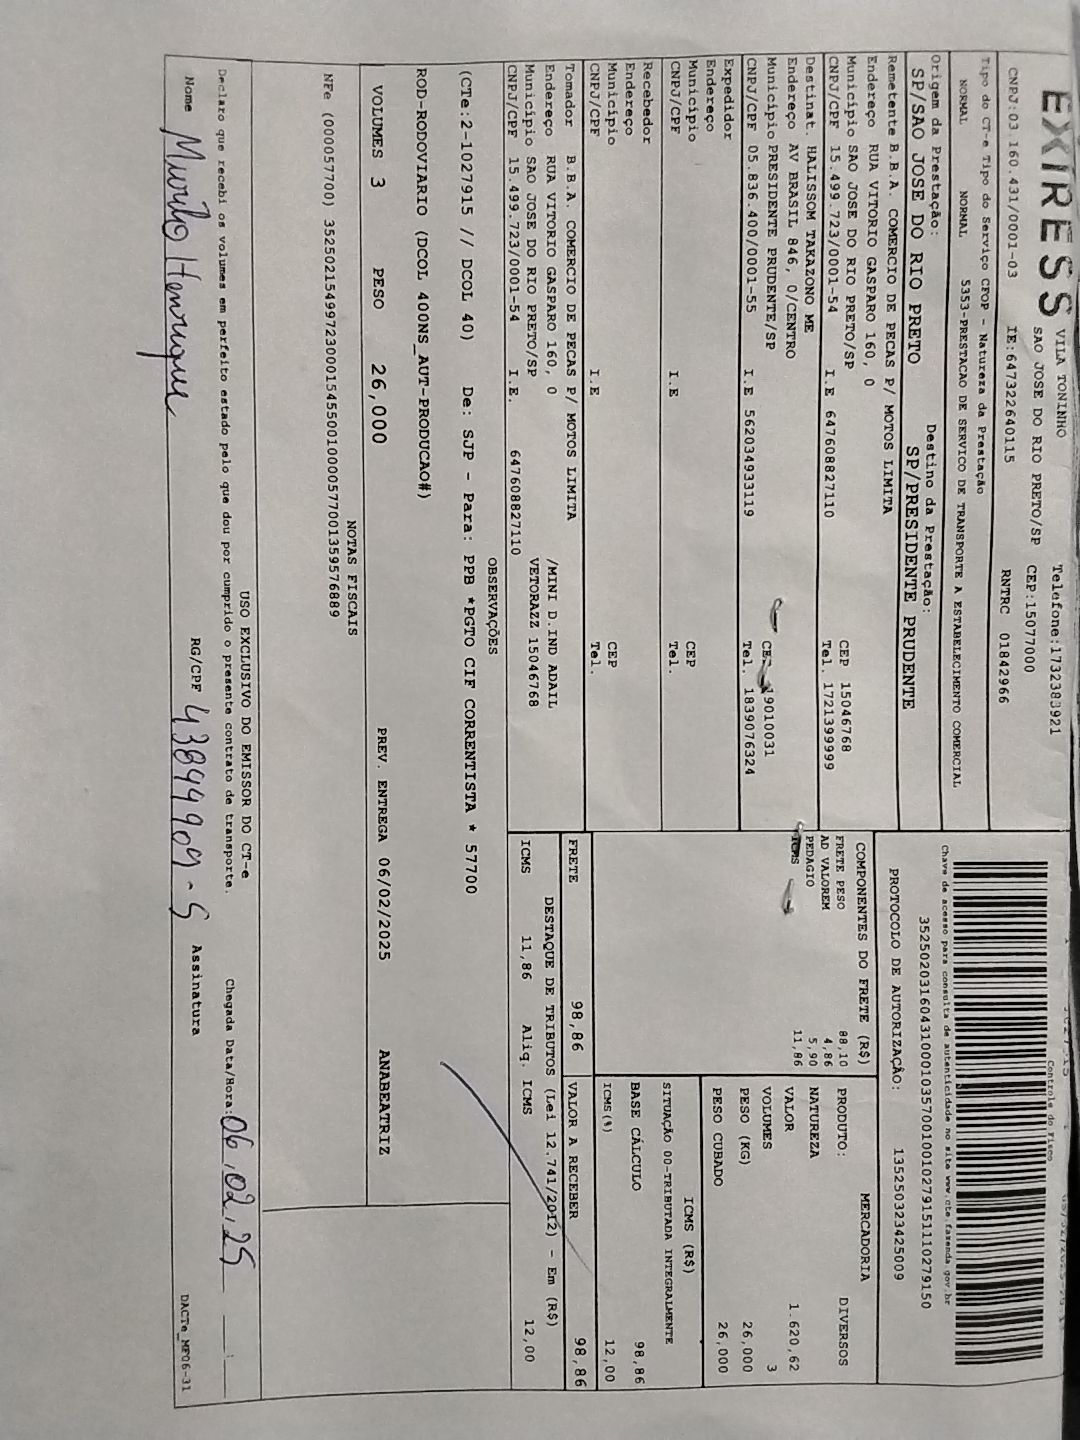 EXPRESS
VILA TONINHO
SAO JOSE DO RIO PRETO/SP
Telefone:1732383921
CEP:15077000
CNPJ:03.160.431/0001-03
IE:647322640115
RNTRC 01842966
Tipo do CT-e Tipo do Serviço CFOP - Natureza da Prestação
NORMAL NORMAL 5353-PRESTACAO DE SERVICO DE TRANSPORTE A ESTABELECIMENTO COMERCIAL
Origem da Prestação: Destino da Prestação:
SP/SAO JOSE DO RIO PRETO SP/PRESIDENTE PRUDENTE
Remetente B.B.A. COMERCIO DE PECAS P/ MOTOS LIMITA
Endereço RUA VITORIO GASPARO 160, 0
Município SAO JOSE DO RIO PRETO/SP CEP 15046768
CNPJ/CPF 15.499.723/0001-54 I.E 647608827110 Tel. 1721399999
Destinat. HALISSOM TAKAZONO ME
Endereço AV BRASIL 846, 0/CENTRO
Município PRESIDENTE PRUDENTE/SP CEP 19010031
CNPJ/CPF 05.836.400/0001-55 I.E 562034933119 Tel. 1839076324
Expedidor
Endereço
Município CEP
CNPJ/CPF I.E Tel.
Recebedor
Endereço
Município CEP
CNPJ/CPF I.E Tel.
Tomador B.B.A. COMERCIO DE PECAS P/ MOTOS LIMITA
Endereço RUA VITORIO GASPARO 160, 0 /MINI D.IND ADAIL
Município SAO JOSE DO RIO PRETO/SP VETORAZZ 15046768
CNPJ/CPF 15.499.723/0001-54 I.E. 647608827110
Controle do Fisco
Chave de acesso para consulta de autenticidade no site www.cte.fazenda.gov.br
35250203160431000103570010010279151110279150
PROTOCOLO DE AUTORIZAÇÃO: 135250323425009
COMPONENTES DO FRETE (R$)
FRETE PESO 88,10
AD VALOREM 4,86
PEDAGIO 5,90
ICMS 11,86
MERCADORIA
PRODUTO: DIVERSOS
NATUREZA
VALOR 1.620,62
VOLUMES 3
PESO (KG) 26,000
PESO CUBADO 26,000
ICMS (R$)
SITUAÇÃO 00-TRIBUTADA INTEGRALMENTE
BASE CÁLCULO 98,86
ICMS(%) 12,00
FRETE 98,86 VALOR A RECEBER 98,86
DESTAQUE DE TRIBUTOS (Lei 12.741/2012) - Em (R$)
ICMS 11,86 Aliq. ICMS 12,00
OBSERVAÇÕES
(CTe:2-1027915 // DCOL 40) De: SJP - Para: PPB *PGTO CIF CORRENTISTA * 57700
ROD-RODOVIARIO (DCOL 400NS_AUT-PRODUCAO#)
VOLUMES 3 PESO 26,000 PREV. ENTREGA 06/02/2025 ANABEATRIZ
NOTAS FISCAIS
NFe (000057700) 35250215499723000154550010000577001359576889
USO EXCLUSIVO DO EMISSOR DO CT-e
Declaro que recebi os volumes em perfeito estado pelo que dou por cumprido o presente contrato de transporte. Chegada Data/Hora: 06,02,25
Nome Murilo Henrique RG/CPF 43849909-5 Assinatura
DACTe_MP06-31